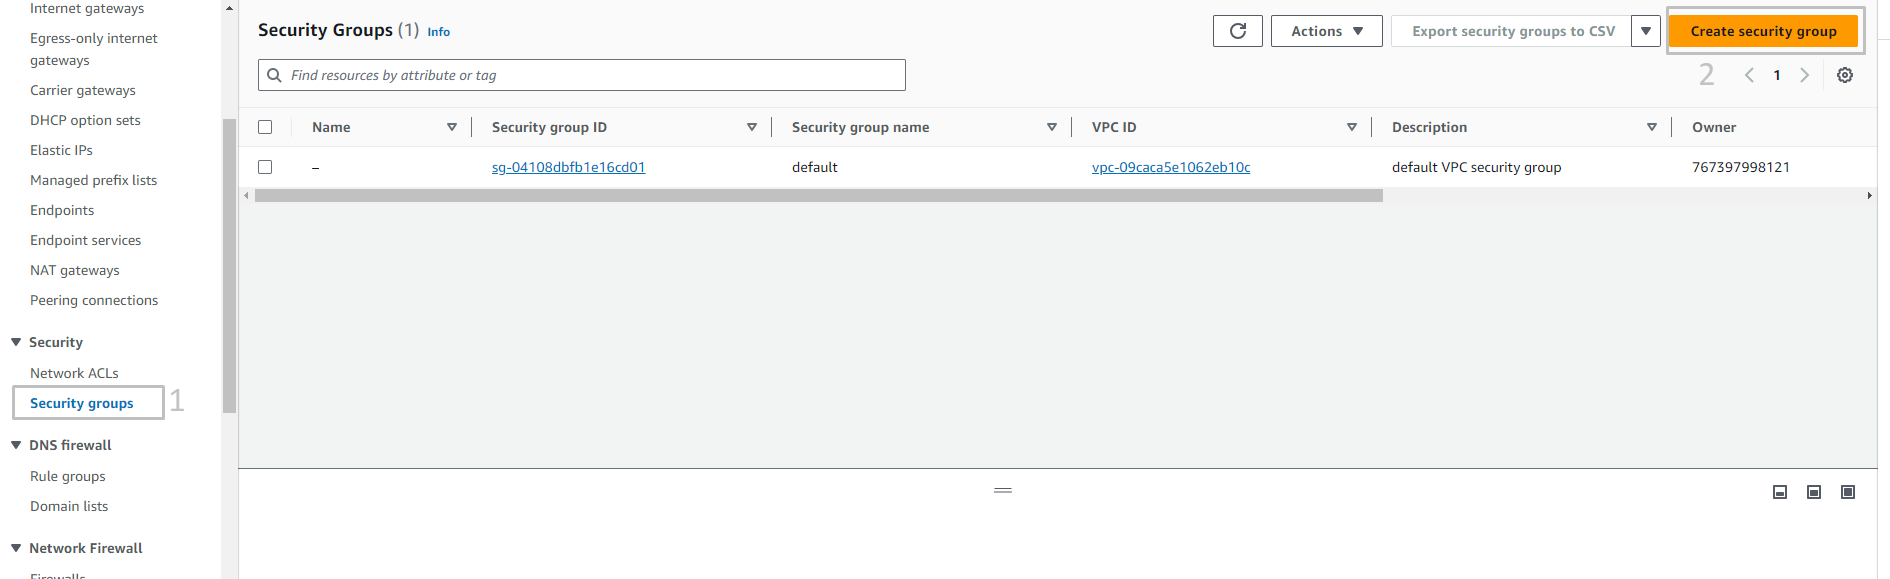 Internet gateways
Egress-only internet
gateways
Carrier gateways
DHCP option sets
Elastic IPs
Managed prefix lists
Endpoints
Endpoint services
NAT gateways
Peering connections
Security
Network ACLs
Security groups 1
DNS firewall
Rule groups
Domain lists
Network Firewall
Firewalls
Security Groups (1) Info
Actions
Export security groups to CSV
Create security group
Find resources by attribute or tag
2 1
Name Security group ID Security group name VPC ID Description Owner
– sg-04108dbfb1e16cd01 default vpc-09caca5e1062eb10c default VPC security group 767397998121